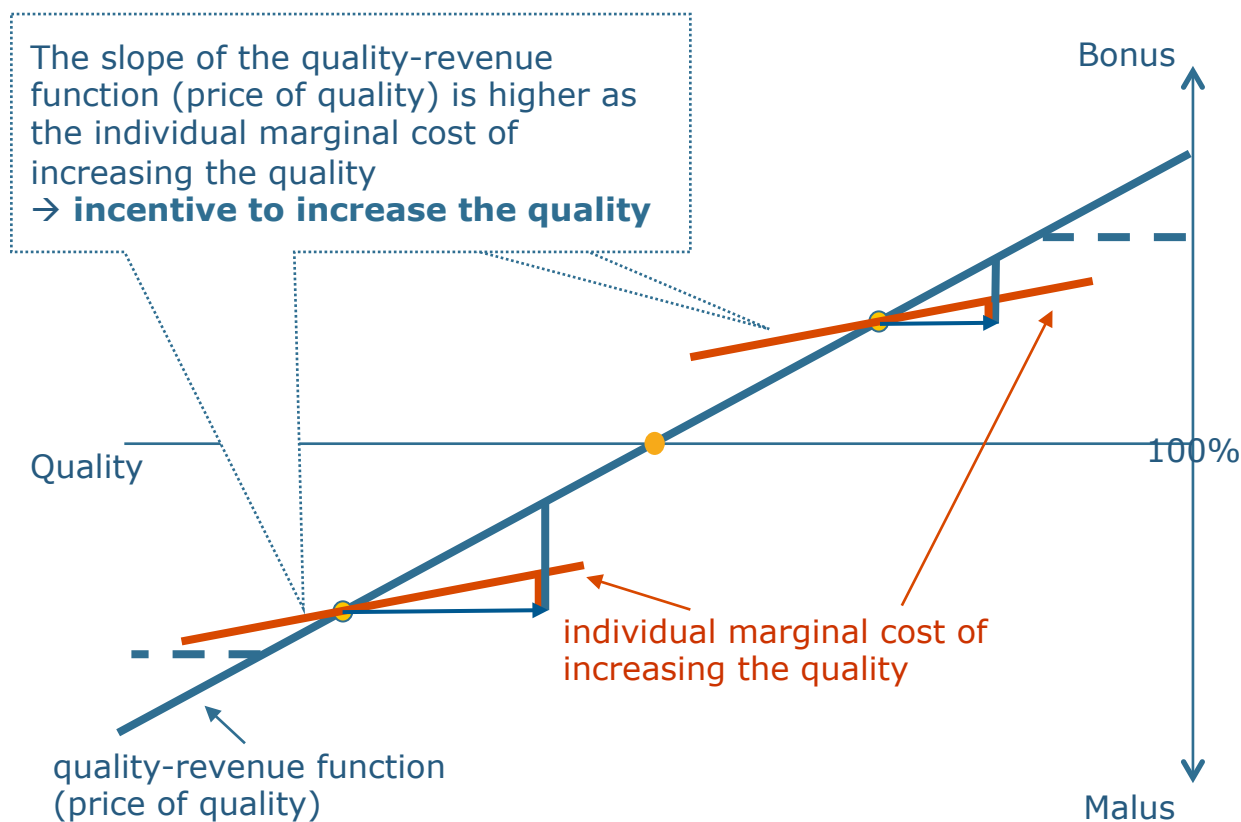 The slope of the quality-revenue
function (price of quality) is higher as
the individual marginal cost of
increasing the quality
→ incentive to increase the quality
Bonus
Quality
100%
individual marginal cost of
increasing the quality
quality-revenue function
(price of quality)
Malus